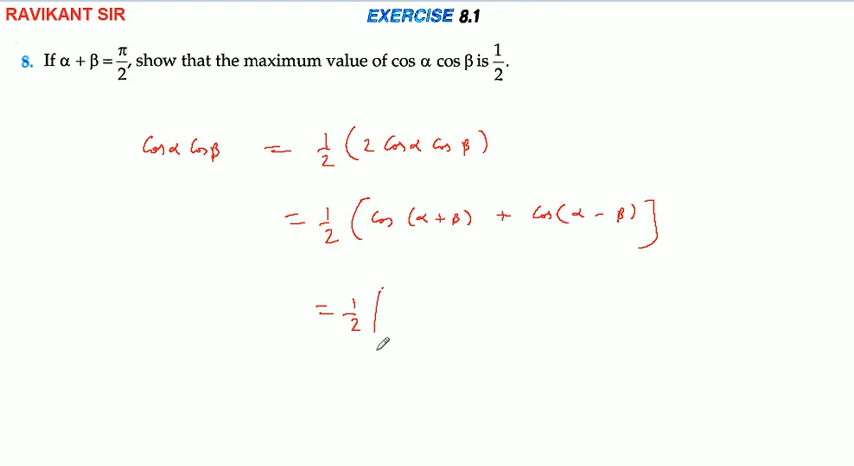 RAVIKANT SIR
EXERCISE 8.1
8. If α + β = π/2, show that the maximum value of cos α cos β is 1/2.
Cosα Cosβ = 1/2 (2 Cosα Cos β)
= 1/2 (Cos (α + β) + Cos(α - β)]
= 1/2 (